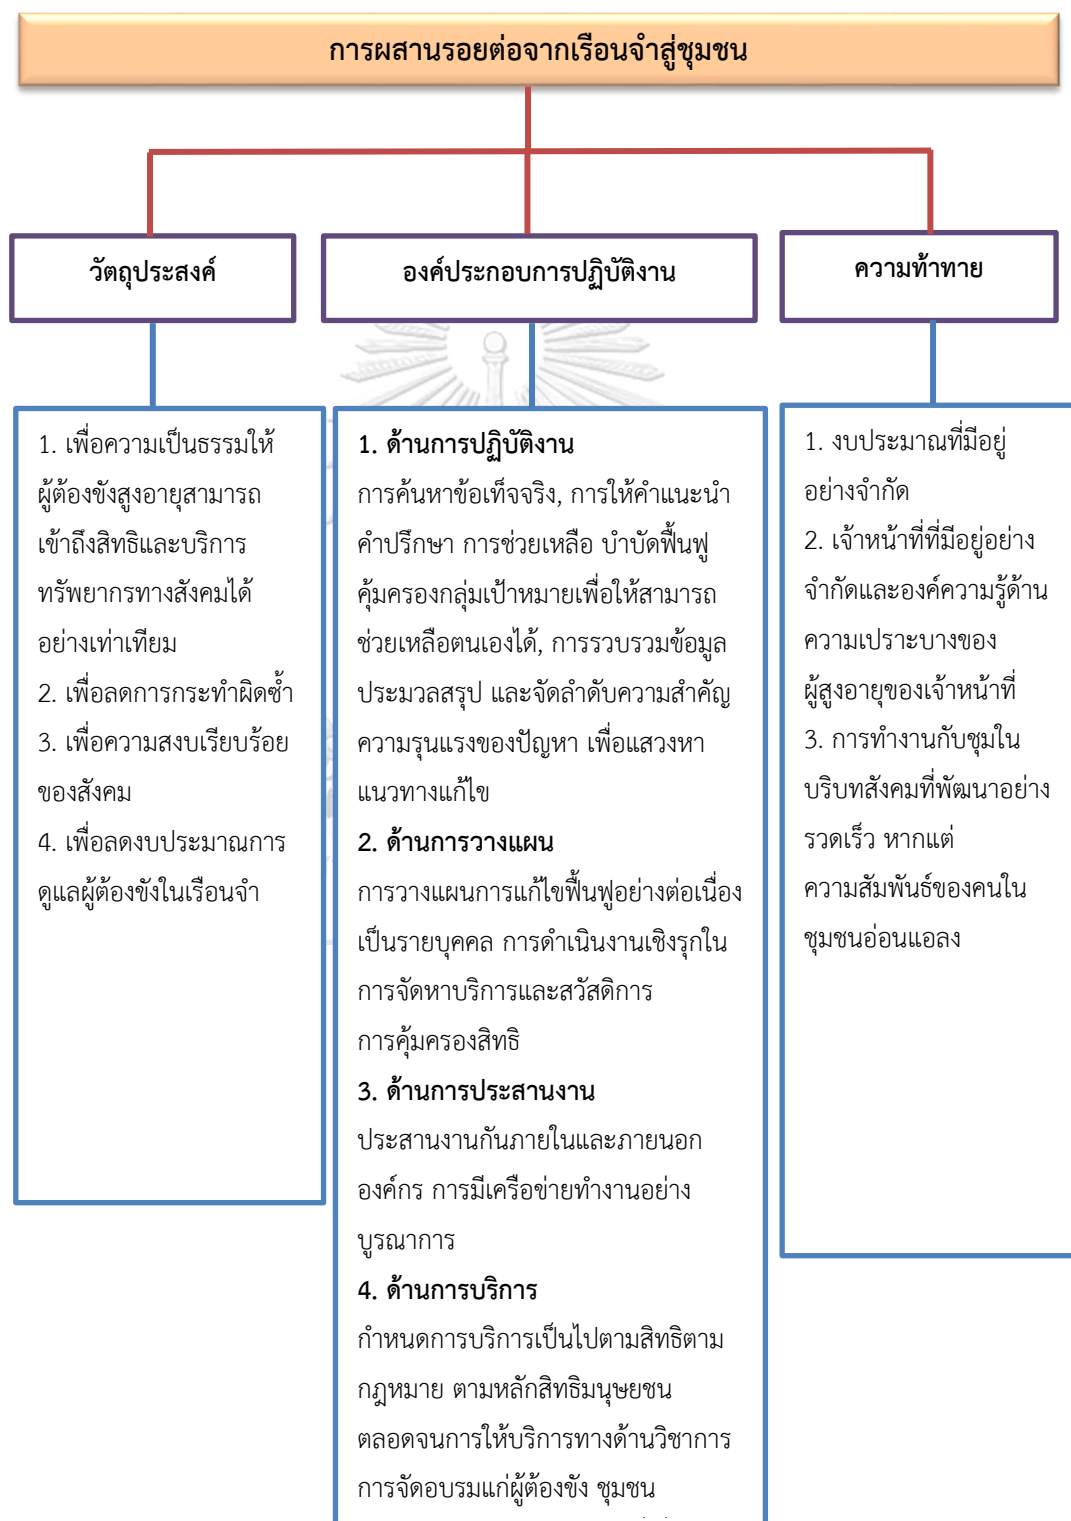 การผสานรอยต่อจากเรือนจำสู่ชุมชน
วัตถุประสงค์
องค์ประกอบการปฏิบัติงาน
ความท้าทาย
1. เพื่อความเป็นธรรมให้
ผู้ต้องขังสูงอายุสามารถ
เข้าถึงสิทธิและบริการ
ทรัพยากรทางสังคมได้
อย่างเท่าเทียม
2. เพื่อลดการกระทำผิดซ้ำ
3. เพื่อความสงบเรียบร้อย
ของสังคม
4. เพื่อลดงบประมาณการ
ดูแลผู้ต้องขังในเรือนจำ
1. ด้านการปฏิบัติงาน
การค้นหาข้อเท็จจริง, การให้คำแนะนำ
คำปรึกษา การช่วยเหลือ บำบัดฟื้นฟู
คุ้มครองกลุ่มเป้าหมายเพื่อให้สามารถ
ช่วยเหลือตนเองได้, การรวบรวมข้อมูล
ประมวลสรุป และจัดลำดับความสำคัญ
ความรุนแรงของปัญหา เพื่อแสวงหา
แนวทางแก้ไข
2. ด้านการวางแผน
การวางแผนการแก้ไขฟื้นฟูอย่างต่อเนื่อง
เป็นรายบุคคล การดำเนินงานเชิงรุกใน
การจัดหาบริการและสวัสดิการ
การคุ้มครองสิทธิ
3. ด้านการประสานงาน
ประสานงานกันภายในและภายนอก
องค์กร การมีเครือข่ายทำงานอย่าง
บูรณาการ
4. ด้านการบริการ
กำหนดการบริการเป็นไปตามสิทธิตาม
กฎหมาย ตามหลักสิทธิมนุษยชน
ตลอดจนการให้บริการทางด้านวิชาการ
การจัดอบรมแก่ผู้ต้องขัง ชุมชน
1. งบประมาณที่มีอยู่
อย่างจำกัด
2. เจ้าหน้าที่ที่มีอยู่อย่าง
จำกัดและองค์ความรู้ด้าน
ความเปราะบางของ
ผู้สูงอายุของเจ้าหน้าที่
3. การทำงานกับชุมใน
บริบทสังคมที่พัฒนาอย่าง
รวดเร็ว หากแต่
ความสัมพันธ์ของคนใน
ชุมชนอ่อนแอลง